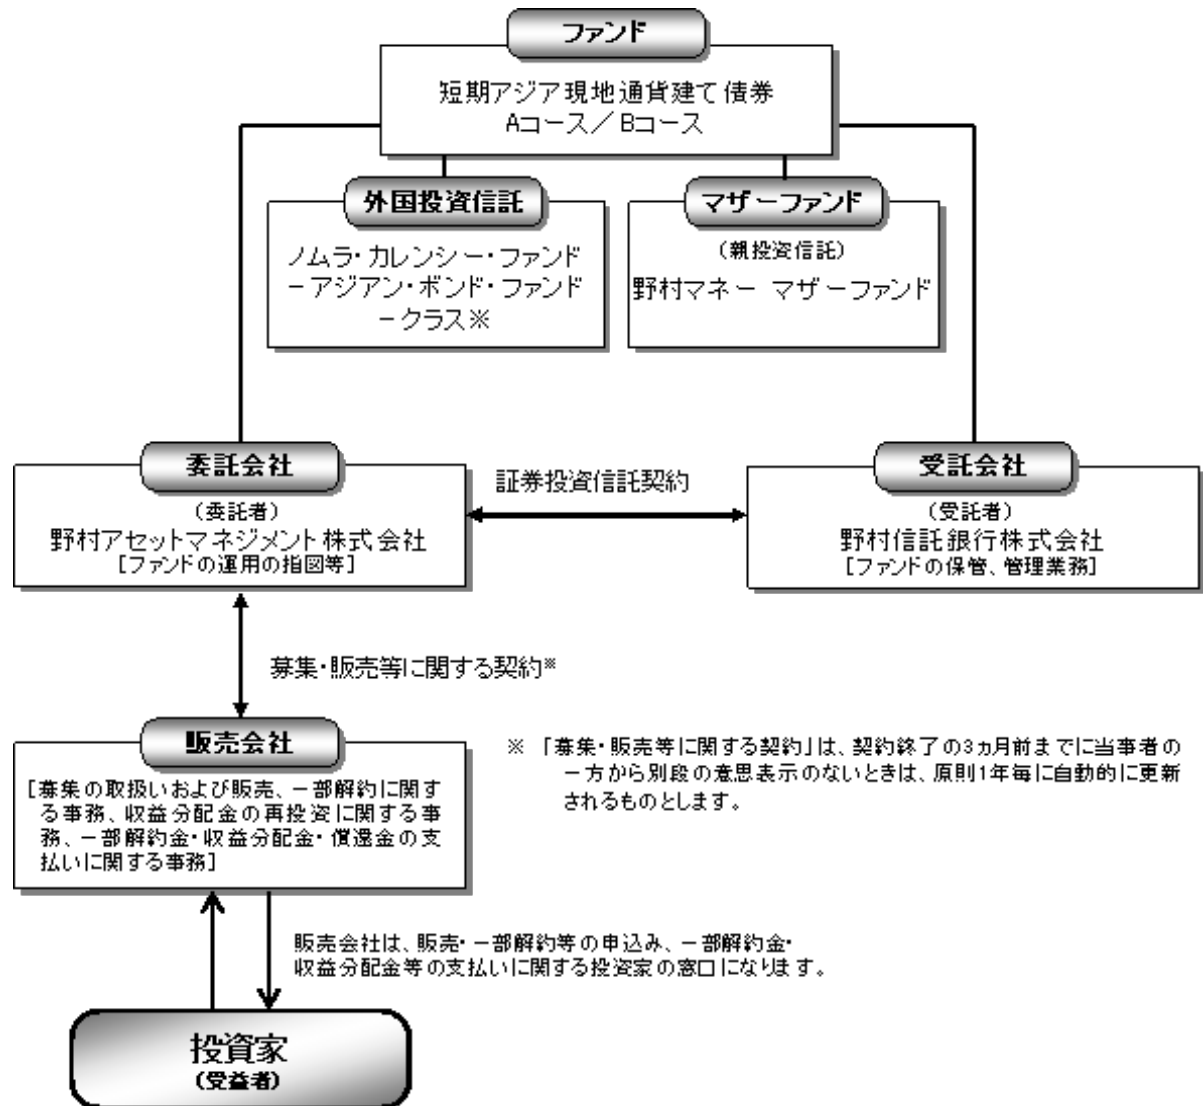 ファンド
短期アジア現地通貨建て債券
Aコース／Bコース
外国投資信託
ノムラ・カレンシー・ファンド
－アジアン・ボンド・ファンド
－クラス※
マザーファンド
（親投資信託）
野村マネー マザーファンド
委託会社
（委託者）
野村アセットマネジメント株式会社
［ファンドの運用の指図等］
証券投資信託契約
受託会社
（受託者）
野村信託銀行株式会社
［ファンドの保管、管理業務］
募集・販売等に関する契約※
販売会社
［募集の取扱いおよび販売、一部解約に関す
る事務、収益分配金の再投資に関する事
務、一部解約金・収益分配金・償還金の支
払いに関する事務］
※ 「募集・販売等に関する契約」は、契約終了の3ヵ月前までに当事者の
一方から別段の意思表示のないときは、原則1年毎に自動的に更新
されるものとします。
販売会社は、販売・一部解約等の申込み、一部解約金・
収益分配金等の支払いに関する投資家の窓口になります。
投資家
（受益者）